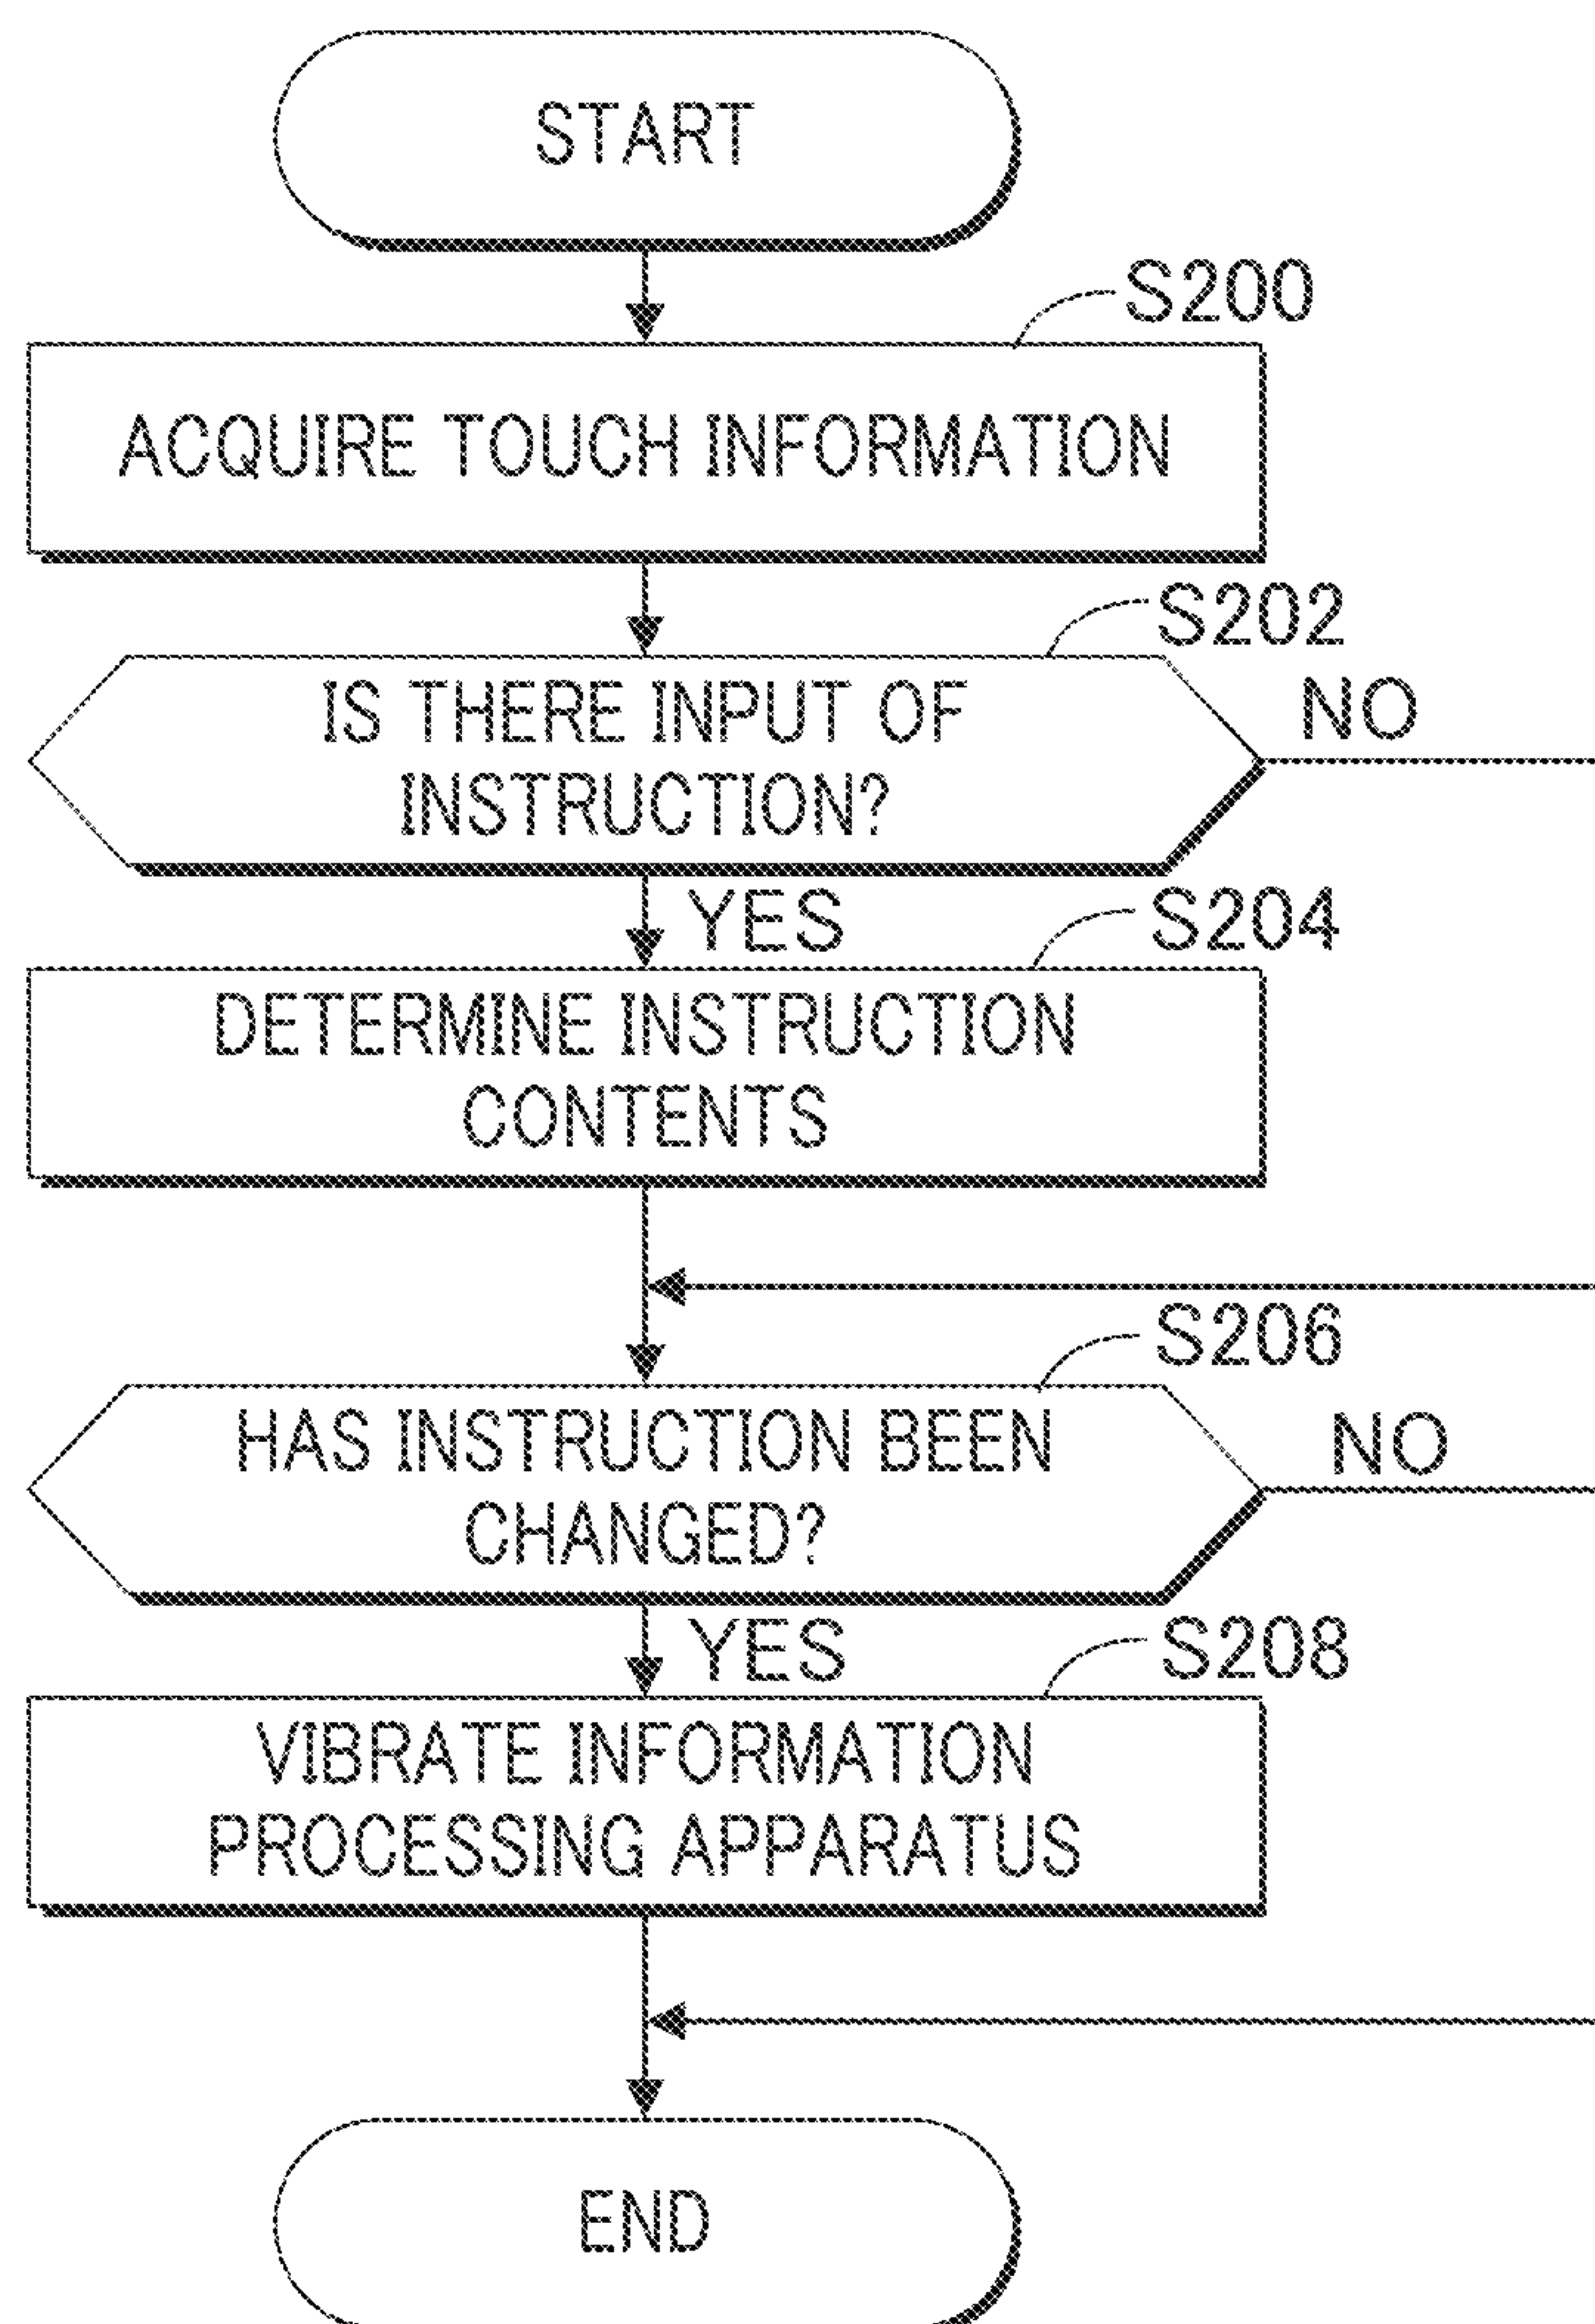 START
S200
ACQUIRE TOUCH INFORMATION
S202
IS THERE INPUT OF
INSTRUCTION?
NO
YES
S204
DETERMINE INSTRUCTION
CONTENTS
S206
HAS INSTRUCTION BEEN
CHANGED?
NO
YES
S208
VIBRATE INFORMATION
PROCESSING APPARATUS
END